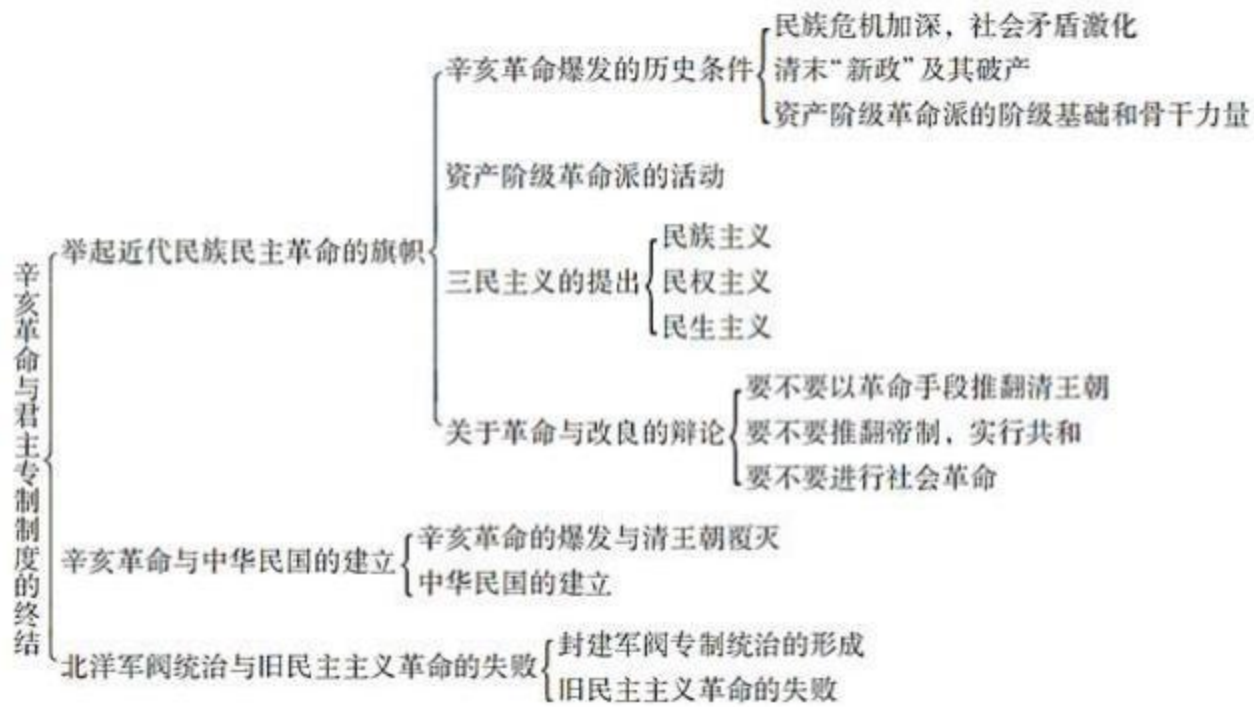 辛亥革命与君主专制制度的终结
举起近代民族民主革命的旗帜
辛亥革命爆发的历史条件
民族危机加深，社会矛盾激化
清末“新政”及其破产
资产阶级革命派的阶级基础和骨干力量
资产阶级革命派的活动
三民主义的提出
民族主义
民权主义
民生主义
关于革命与改良的辩论
要不要以革命手段推翻清王朝
要不要推翻帝制，实行共和
要不要进行社会革命
辛亥革命与中华民国的建立
辛亥革命的爆发与清王朝覆灭
中华民国的建立
北洋军阀统治与旧民主主义革命的失败
封建军阀专制统治的形成
旧民主主义革命的失败